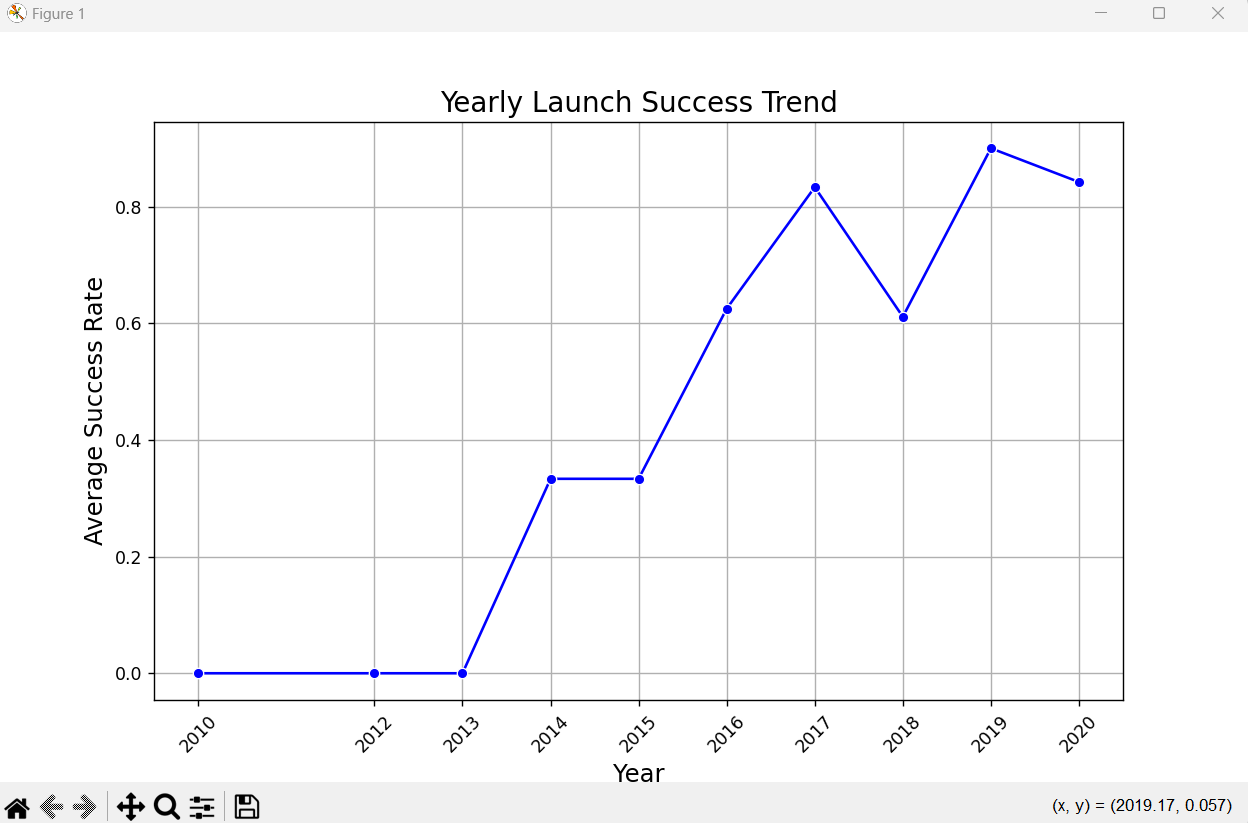 Figure 1
Yearly Launch Success Trend
Average Success Rate
0.8
0.6
0.4
0.2
0.0
2010 2012 2013 2014 2015 2016 2017 2018 2019 2020
Year
(x, y) = (2019.17, 0.057)